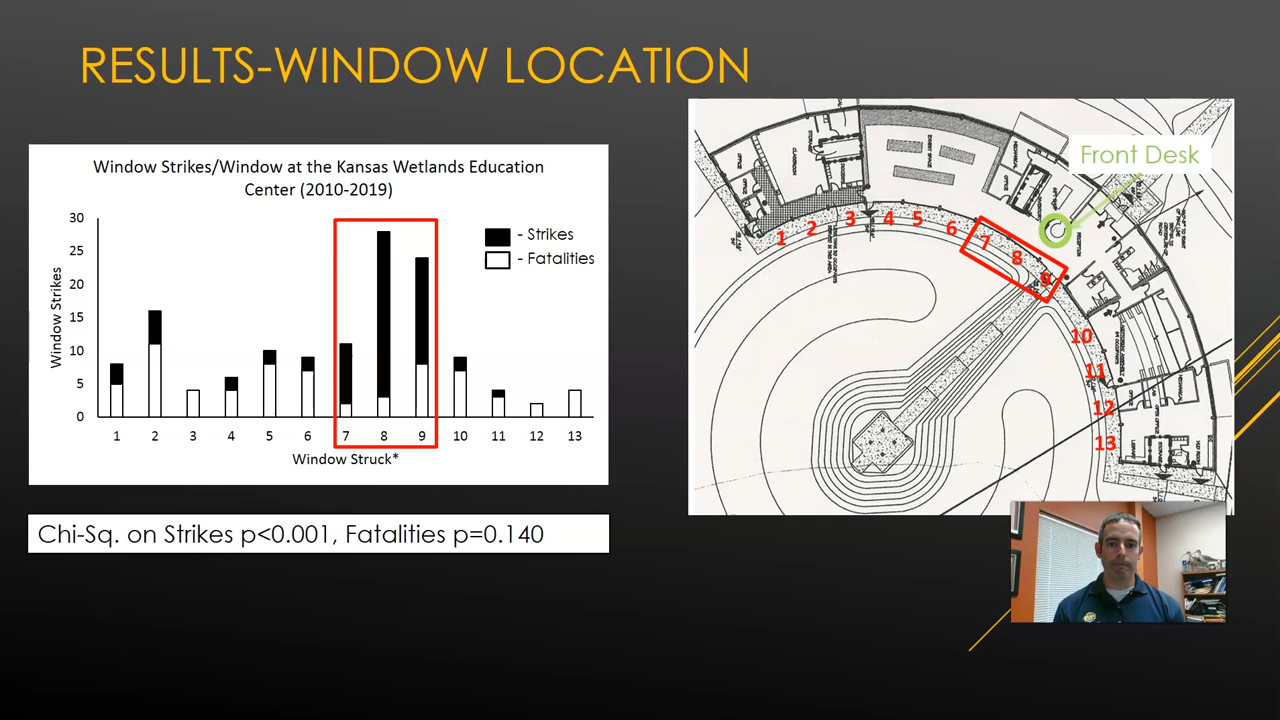 RESULTS-WINDOW LOCATION
Window Strikes/Window at the Kansas Wetlands Education
Center (2010-2019)
30
25
20
15
10
5
0
Window Strikes
- Strikes
- Fatalities
1 2 3 4 5 6 7 8 9 10 11 12 13
Window Struck*
Chi-Sq. on Strikes p<0.001, Fatalities p=0.140
Front Desk
OFFICE
CLASSROOM
OFFICE
1
2
3
4
5
6
7
8
9
10
11
12
13